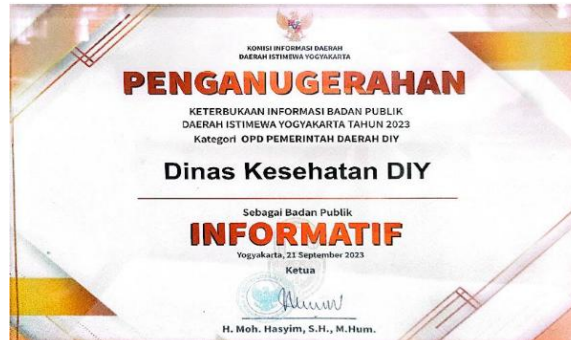 KOMISI INFORMASI DAERAH
DAERAH ISTIMEWA YOGYAKARTA
PENGANUGERAHAN
KETERBUKAAN INFORMASI BADAN PUBLIK
DAERAH ISTIMEWA YOGYAKARTA TAHUN 2023
Kategori OPD PEMERINTAH DAERAH DIY
Dinas Kesehatan DIY
Sebagai Badan Publik
INFORMATIF
Yogyakarta, 21 September 2023
Ketua
H. Moh. Hasyim, S.H., M.Hum.